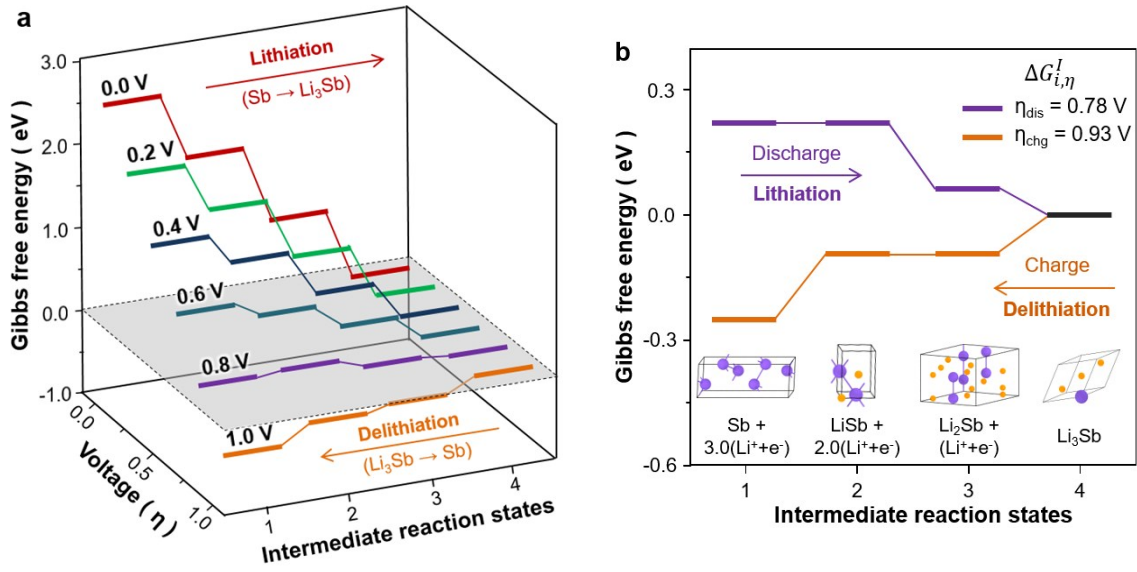 a
3.0
2.0
1.0
0.0
-1.0
Gibbs free energy ( eV )
0.0 V
0.2 V
0.4 V
0.6 V
0.8 V
1.0 V
Lithiation
(Sb → Li₃Sb)
Delithiation
(Li₃Sb → Sb)
0.0
0.5
1.0
Voltage ( η )
1
2
3
4
Intermediate reaction states
b
0.3
0.0
-0.3
-0.6
Gibbs free energy ( eV )
ΔG^I_{i,η}
η_dis = 0.78 V
η_chg = 0.93 V
Discharge
Lithiation
Charge
Delithiation
Sb +
3.0(Li⁺+e⁻)
LiSb +
2.0(Li⁺+e⁻)
Li₂Sb +
(Li⁺+e⁻)
Li₃Sb
1
2
3
4
Intermediate reaction states